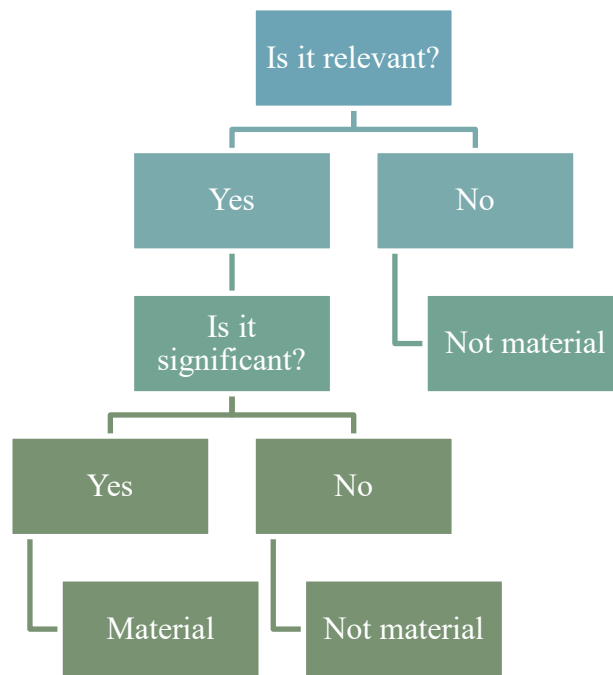 Is it relevant?
Yes
No
Is it
significant?
Not material
Yes
No
Material
Not material